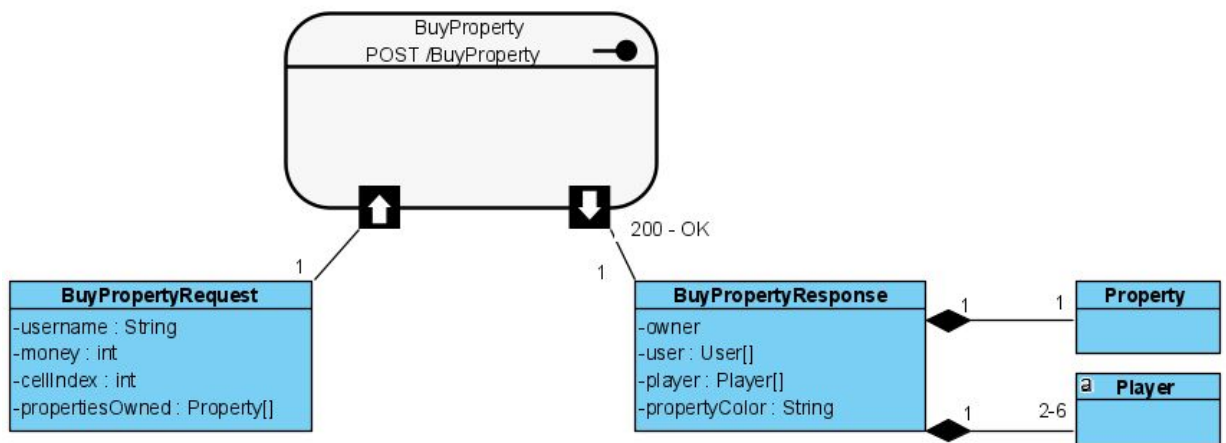 BuyProperty
POST /BuyProperty
200 - OK
1
1
BuyPropertyRequest
-username : String
-money : int
-cellIndex : int
-propertiesOwned : Property[]
BuyPropertyResponse
-owner
-user : User[]
-player : Player[]
-propertyColor : String
1
1
Property
a
Player
1
2-6